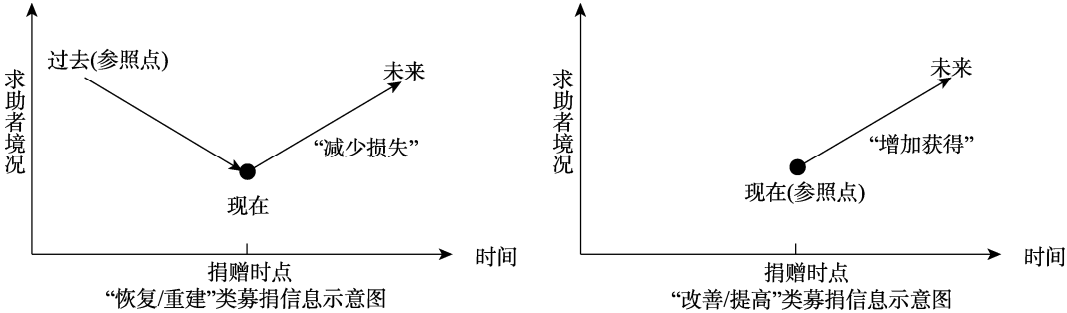 过去(参照点)
未来
求助者境况
“减少损失”
现在
时间
捐赠时点
“恢复/重建”类募捐信息示意图
未来
求助者境况
“增加获得”
现在(参照点)
时间
捐赠时点
“改善/提高”类募捐信息示意图